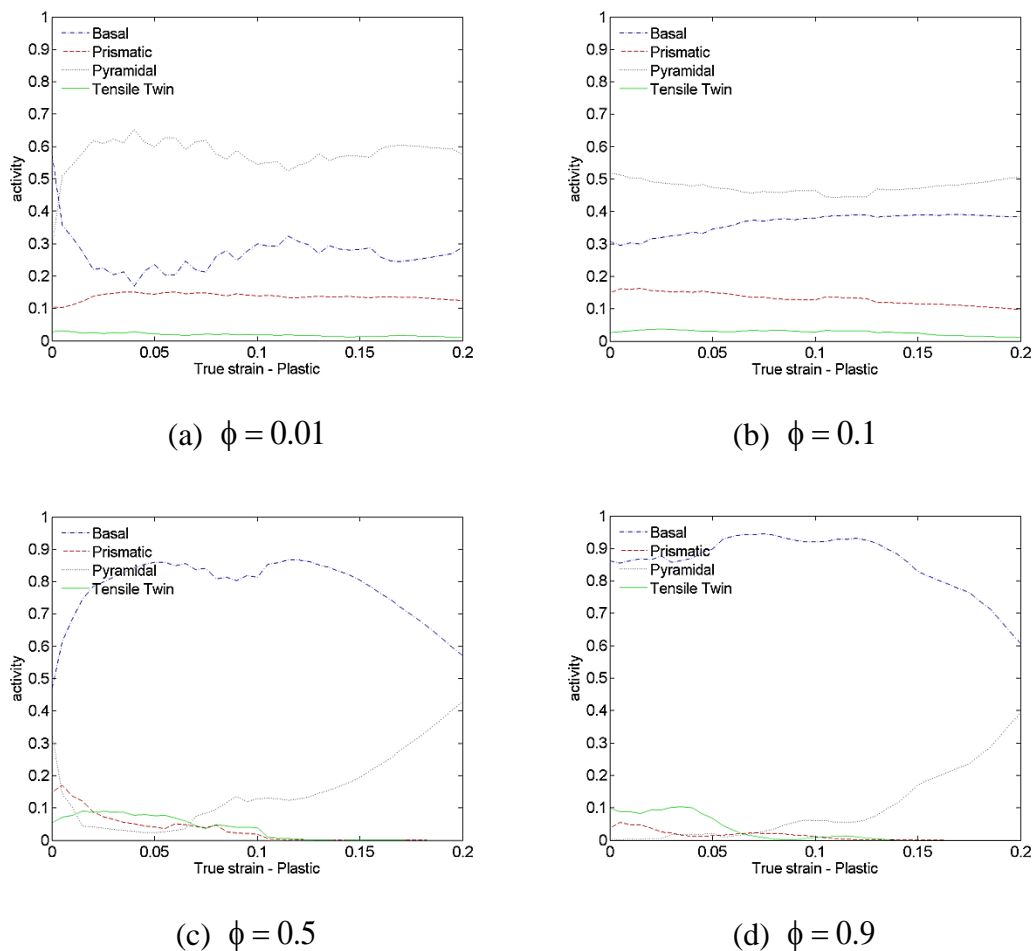 1
0.9
0.8
0.7
0.6
0.5
0.4
0.3
0.2
0.1
0
activity
Basal
Prismatic
Pyramidal
Tensile Twin
0 0.05 0.1 0.15 0.2
True strain - Plastic
(a) ϕ = 0.01
1
0.9
0.8
0.7
0.6
0.5
0.4
0.3
0.2
0.1
0
activity
Basal
Prismatic
Pyramidal
Tensile Twin
0 0.05 0.1 0.15 0.2
True strain - Plastic
(b) ϕ = 0.1
1
0.9
0.8
0.7
0.6
0.5
0.4
0.3
0.2
0.1
0
activity
Basal
Prismatic
Pyramidal
Tensile Twin
0 0.05 0.1 0.15 0.2
True strain - Plastic
(c) ϕ = 0.5
1
0.9
0.8
0.7
0.6
0.5
0.4
0.3
0.2
0.1
0
activity
Basal
Prismatic
Pyramidal
Tensile Twin
0 0.05 0.1 0.15 0.2
True strain - Plastic
(d) ϕ = 0.9